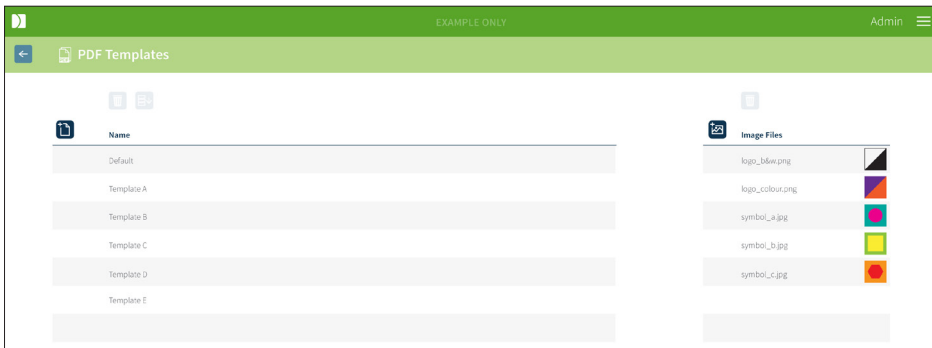 EXAMPLE ONLY
Admin
PDF Templates
Name
Default
Template A
Template B
Template C
Template D
Template E
Image Files
logo_b&w.png
logo_colour.png
symbol_a.jpg
symbol_b.jpg
symbol_c.jpg